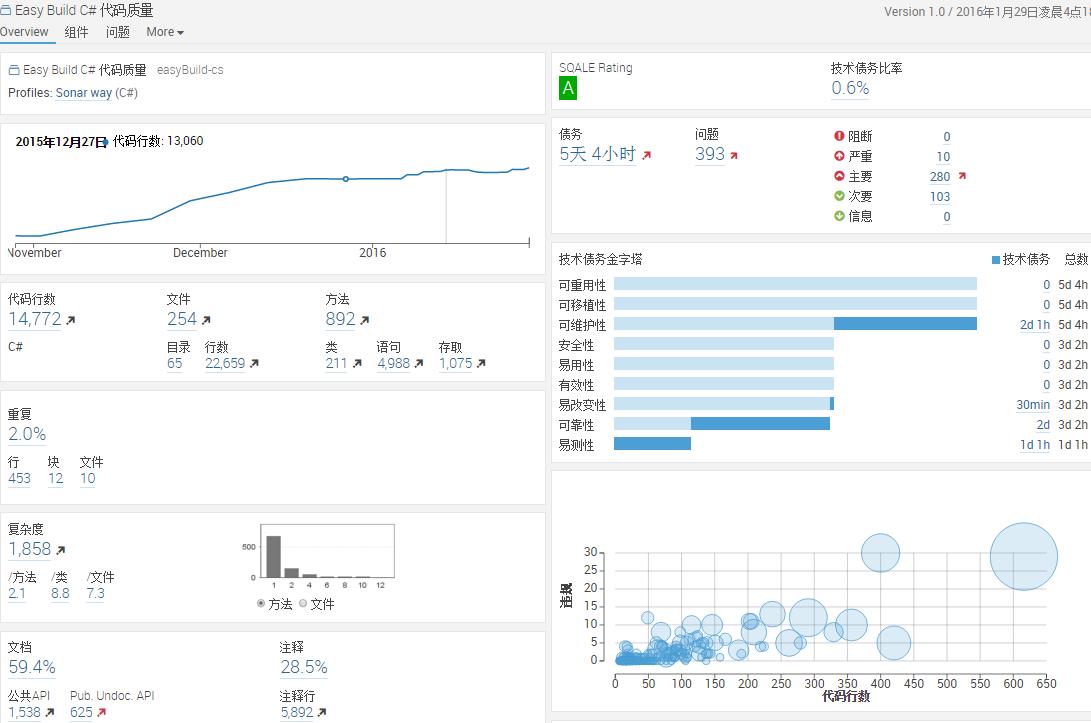 Easy Build C# 代码质量
Version 1.0 / 2016年1月29日凌晨4点18
Overview 组件 问题 More
Easy Build C# 代码质量 easyBuild-cs
Profiles: Sonar way (C#)
2015年12月27日 代码行数: 13,060
November December 2016
代码行数 文件 方法
14,772 254 892
C# 目录 行数 类 语句 存取
65 22,659 211 4,988 1,075
重复
2.0%
行 块 文件
453 12 10
复杂度
1,858
/方法 /类 /文件
2.1 8.8 7.3
500
0
1 2 4 6 8 10 12
方法 文件
文档 注释
59.4% 28.5%
公共API Pub. Undoc. API 注释行
1,538 625 5,892
SQALE Rating 技术债务比率
A 0.6%
债务 问题
5天 4小时 393
阻断 0
严重 10
主要 280
次要 103
信息 0
技术债务金字塔 技术债务 总数
可重用性 0 5d 4h
可移植性 0 5d 4h
可维护性 2d 1h 5d 4h
安全性 0 3d 2h
易用性 0 3d 2h
有效性 0 3d 2h
易改变性 30min 3d 2h
可靠性 2d 3d 2h
易测性 1d 1h 1d 1h
违规
30
25
20
15
10
5
0
0 50 100 150 200 250 300 350 400 450 500 600 650
代码行数